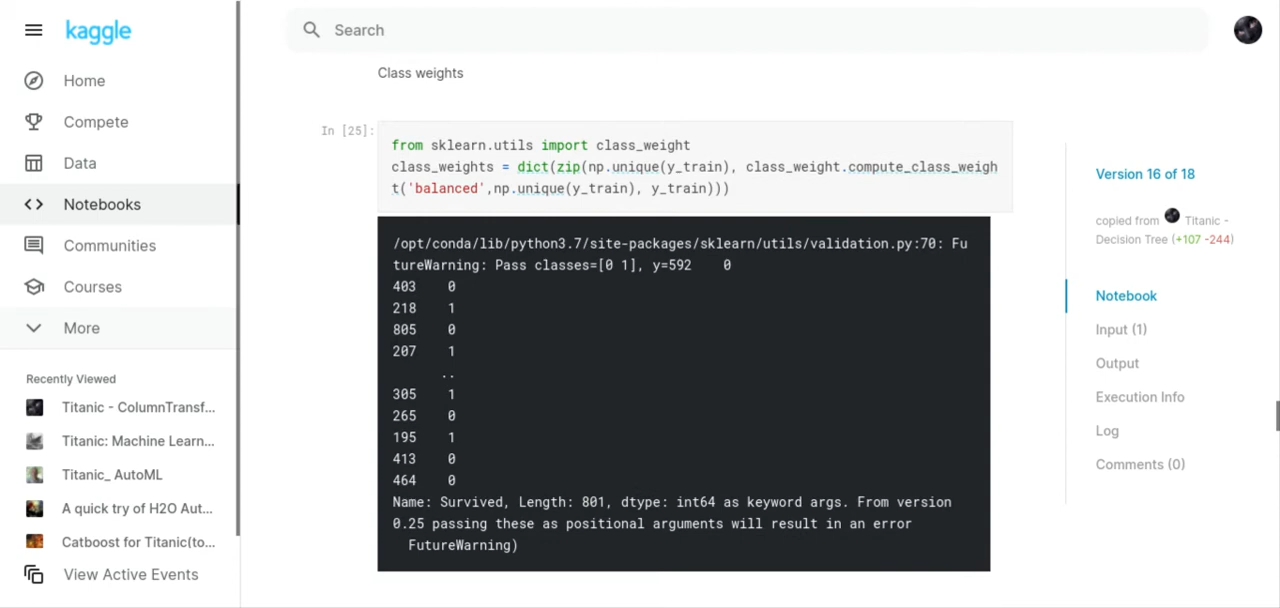 kaggle
Search
Home
Compete
Data
Notebooks
Communities
Courses
More
Recently Viewed
Titanic - ColumnTransf...
Titanic: Machine Learn...
Titanic_ AutoML
A quick try of H2O Aut...
Catboost for Titanic(to...
View Active Events
Class weights
In [25]:
from sklearn.utils import class_weight
class_weights = dict(zip(np.unique(y_train), class_weight.compute_class_weigh
t('balanced',np.unique(y_train), y_train)))
/opt/conda/lib/python3.7/site-packages/sklearn/utils/validation.py:70: Fu
tureWarning: Pass classes=[0 1], y=592    0
403    0
218    1
805    0
207    1
..
305    1
265    0
195    1
413    0
464    0
Name: Survived, Length: 801, dtype: int64 as keyword args. From version
0.25 passing these as positional arguments will result in an error
FutureWarning)
Version 16 of 18
copied from Titanic -
Decision Tree (+107 -244)
Notebook
Input (1)
Output
Execution Info
Log
Comments (0)